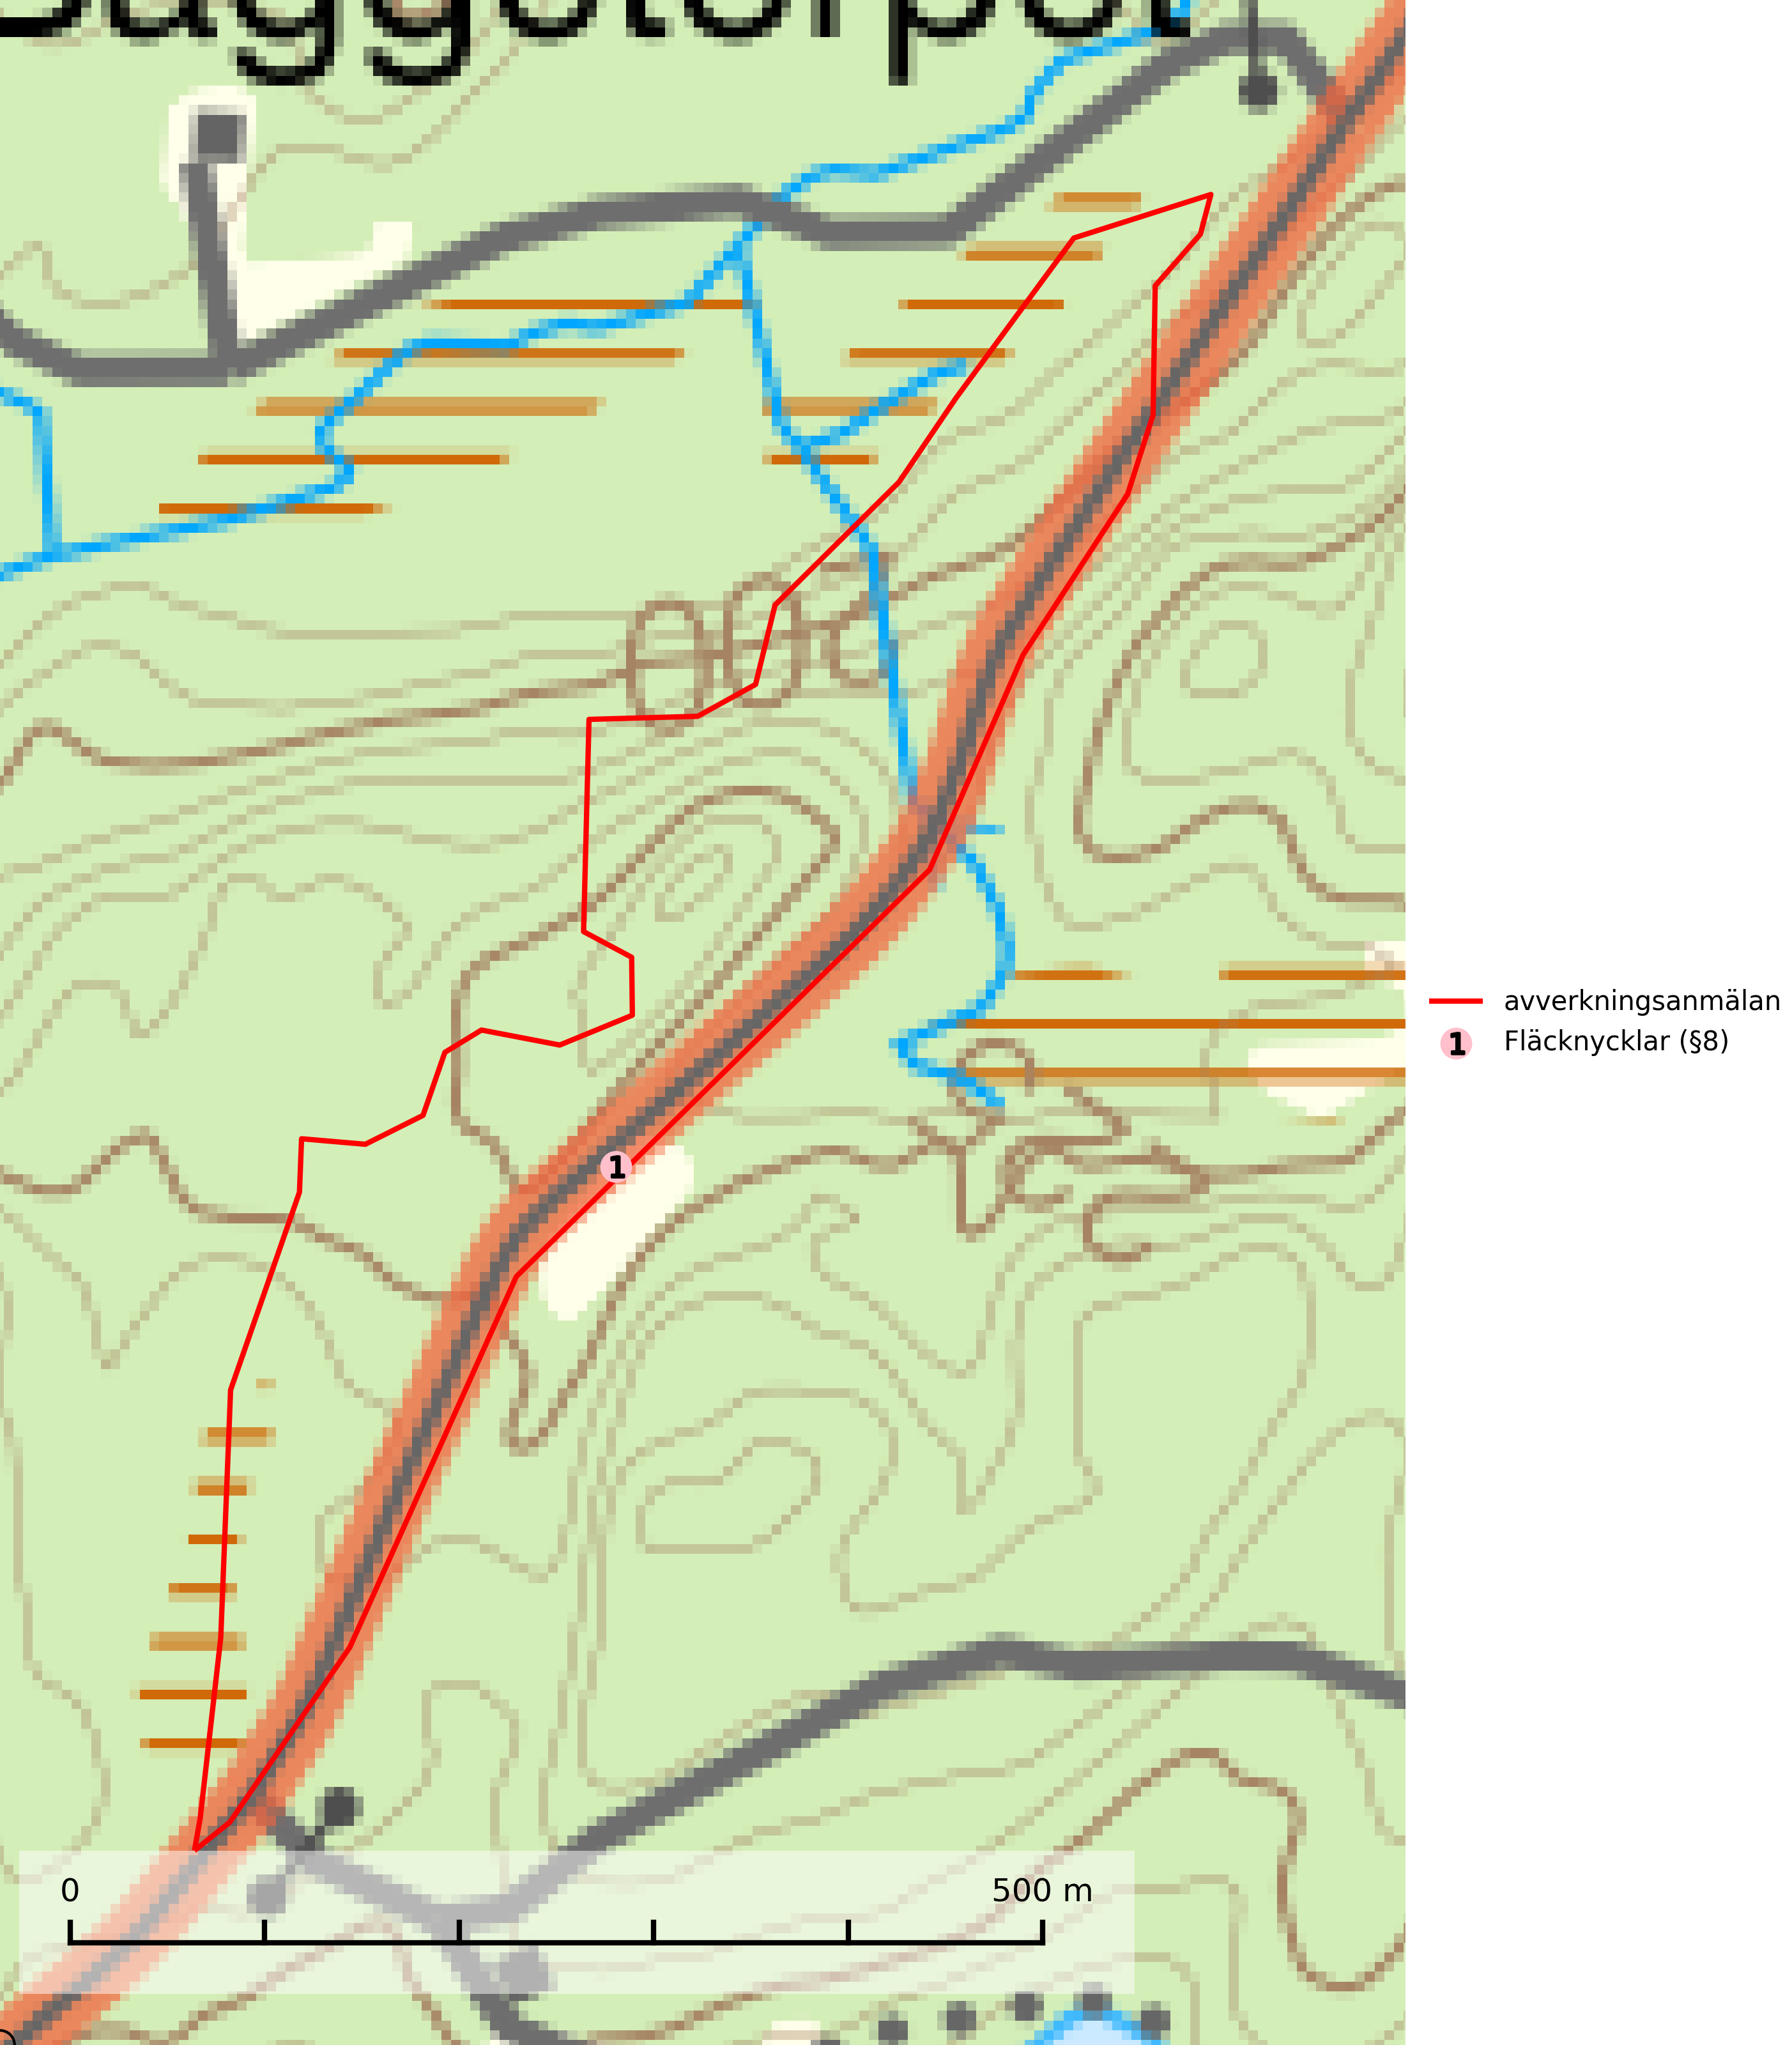 avverkningsanmälan
1 Fläcknycklar (§8)
1
0 500 m